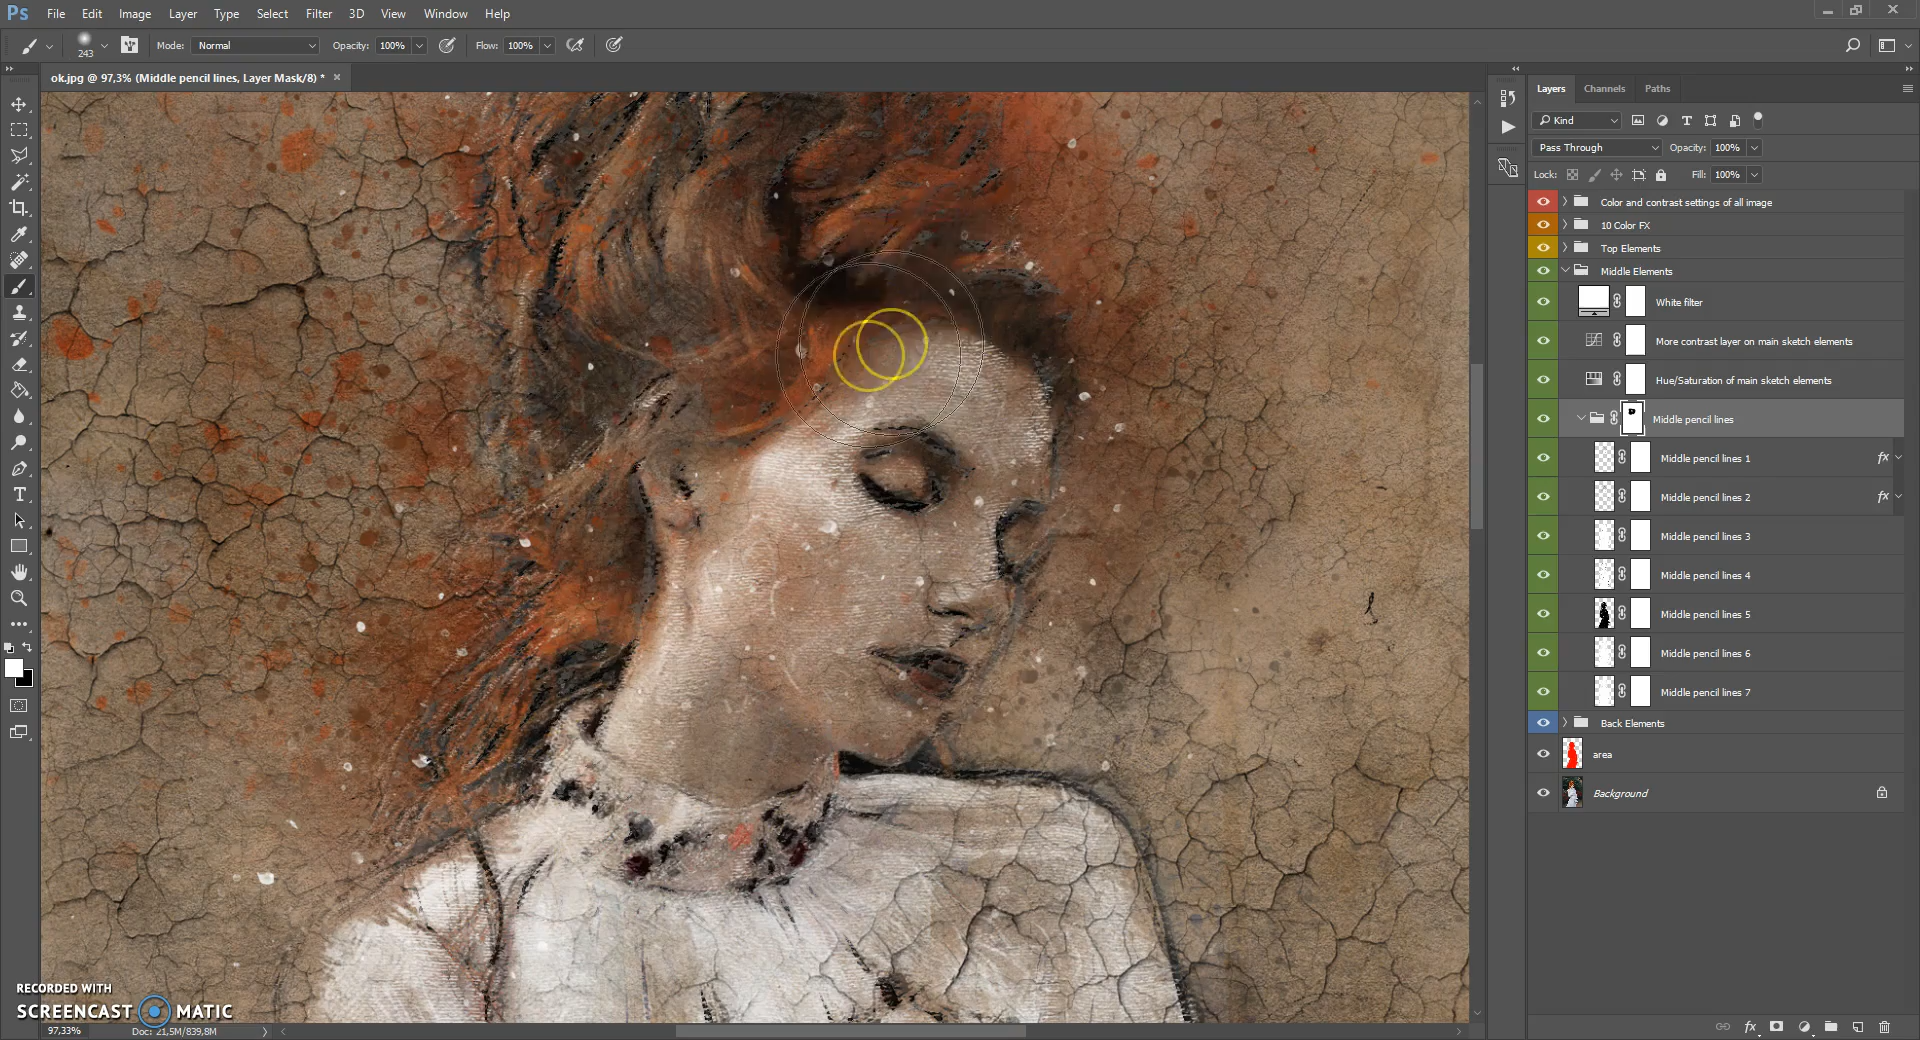 Ps File Edit Image Layer Type Select Filter 3D View Window Help
243 Mode: Normal Opacity: 100% Flow: 100%
ok.jpg @ 97,3% (Middle pencil lines, Layer Mask/8) *
Layers Channels Paths
Kind
Pass Through Opacity: 100%
Lock: Fill: 100%
Color and contrast settings of all image
10 Color FX
Top Elements
Middle Elements
White filter
More contrast layer on main sketch elements
Hue/Saturation of main sketch elements
Middle pencil lines
Middle pencil lines 1 fx
Middle pencil lines 2 fx
Middle pencil lines 3
Middle pencil lines 4
Middle pencil lines 5
Middle pencil lines 6
Middle pencil lines 7
Back Elements
area
Background
RECORDED WITH
SCREENCAST MATIC
97,33% Doc: 21,5M/839,8M
fx